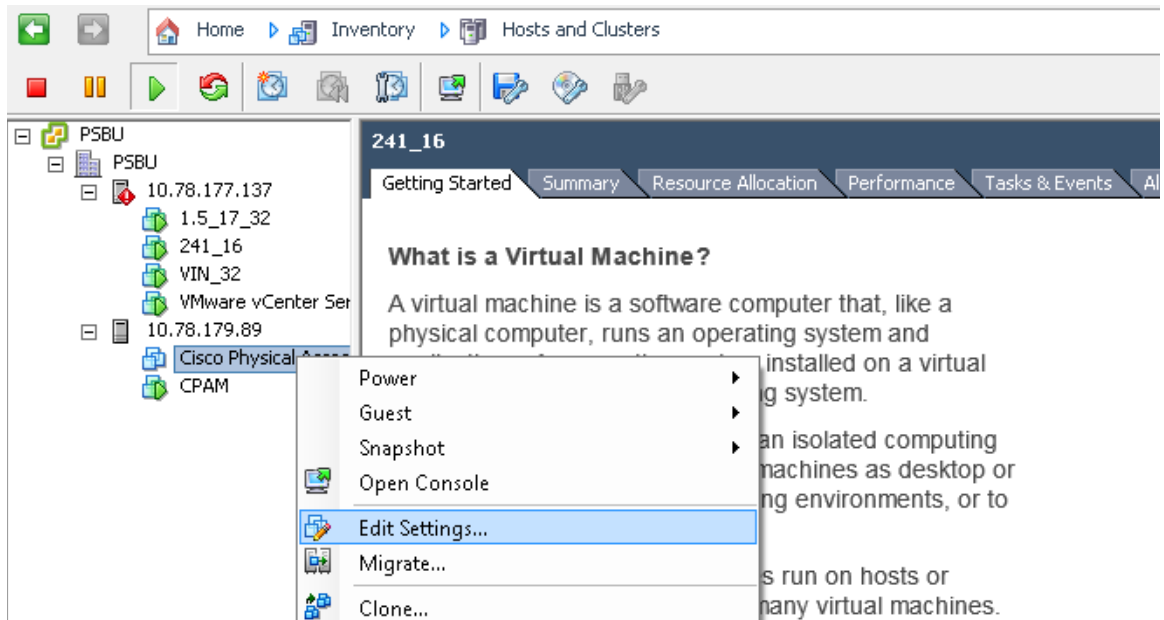 Home Inventory Hosts and Clusters
PSBU
PSBU
10.78.177.137
1.5_17_32
241_16
VIN_32
VMware vCenter Ser
10.78.179.89
Cisco Physical
CPAM
241_16
Getting Started Summary Resource Allocation Performance Tasks & Events Al
What is a Virtual Machine?
A virtual machine is a software computer that, like a
physical computer, runs an operating system and
installed on a virtual
system.
an isolated computing
machines as desktop or
environments, or to
run on hosts or
many virtual machines.
Power
Guest
Snapshot
Open Console
Edit Settings...
Migrate...
Clone...